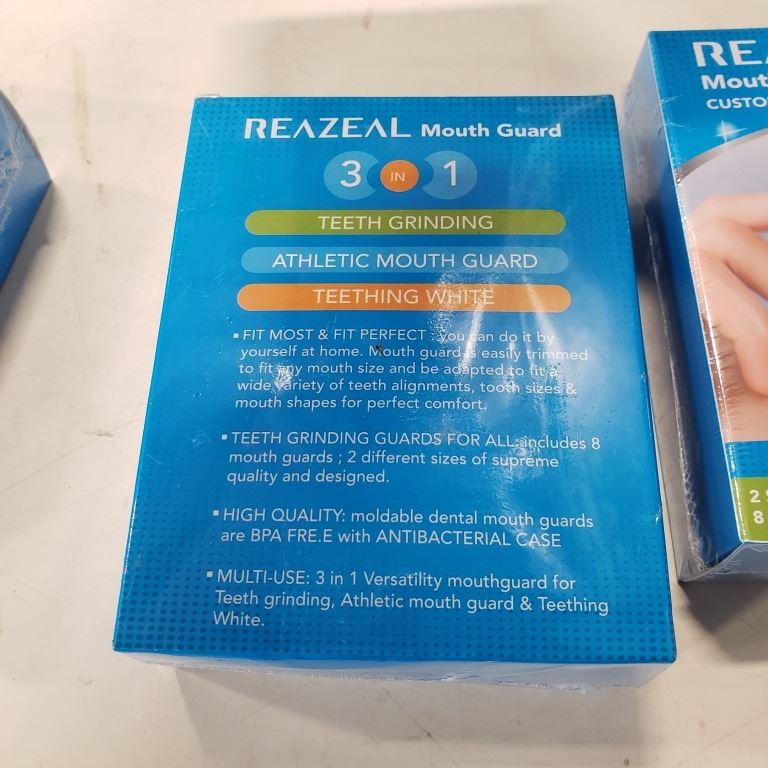 REAZEAL Mouth Guard
3 IN 1
TEETH GRINDING
ATHLETIC MOUTH GUARD
TEETHING WHITE
▪ FIT MOST & FIT PERFECT : you can do it by
yourself at home. Mouth guard is easily trimmed
to fit any mouth size and be adapted to fit a
wide variety of teeth alignments, tooth sizes &
mouth shapes for perfect comfort.
▪ TEETH GRINDING GUARDS FOR ALL: includes 8
mouth guards ; 2 different sizes of supreme
quality and designed.
▪ HIGH QUALITY: moldable dental mouth guards
are BPA FRE.E with ANTIBACTERIAL CASE
▪ MULTI-USE: 3 in 1 Versatility mouthguard for
Teeth grinding, Athletic mouth guard & Teething
White.
REA
Mout
CUSTO
2
8